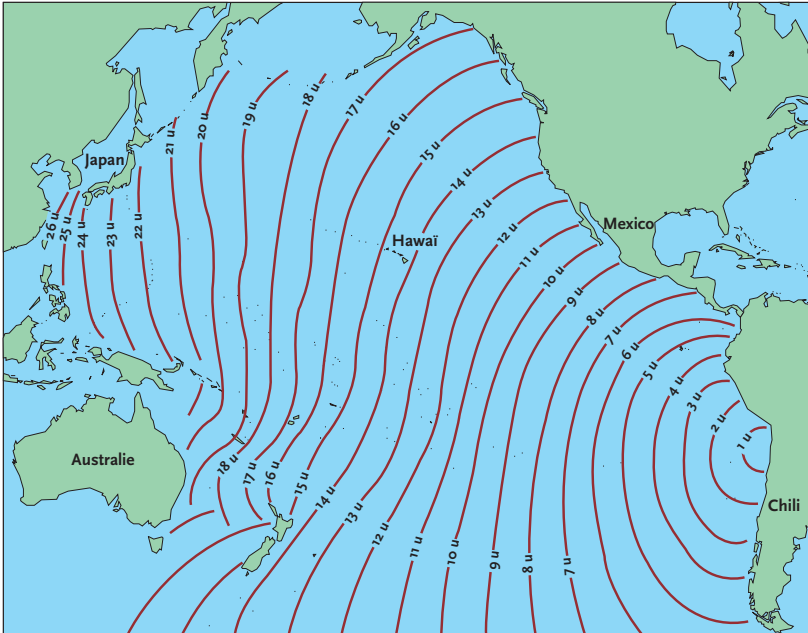 21 u
20 u
19 u
18 u
17 u
16 u
15 u
14 u
13 u
12 u
11 u
10 u
9 u
8 u
7 u
6 u
5 u
4 u
3 u
2 u
1 u
Japan
26 u
25 u
24 u
23 u
22 u
Hawaï
Mexico
Australie
Chili
18 u
17 u
16 u
15 u
14 u
13 u
12 u
11 u
10 u
9 u
8 u
7 u